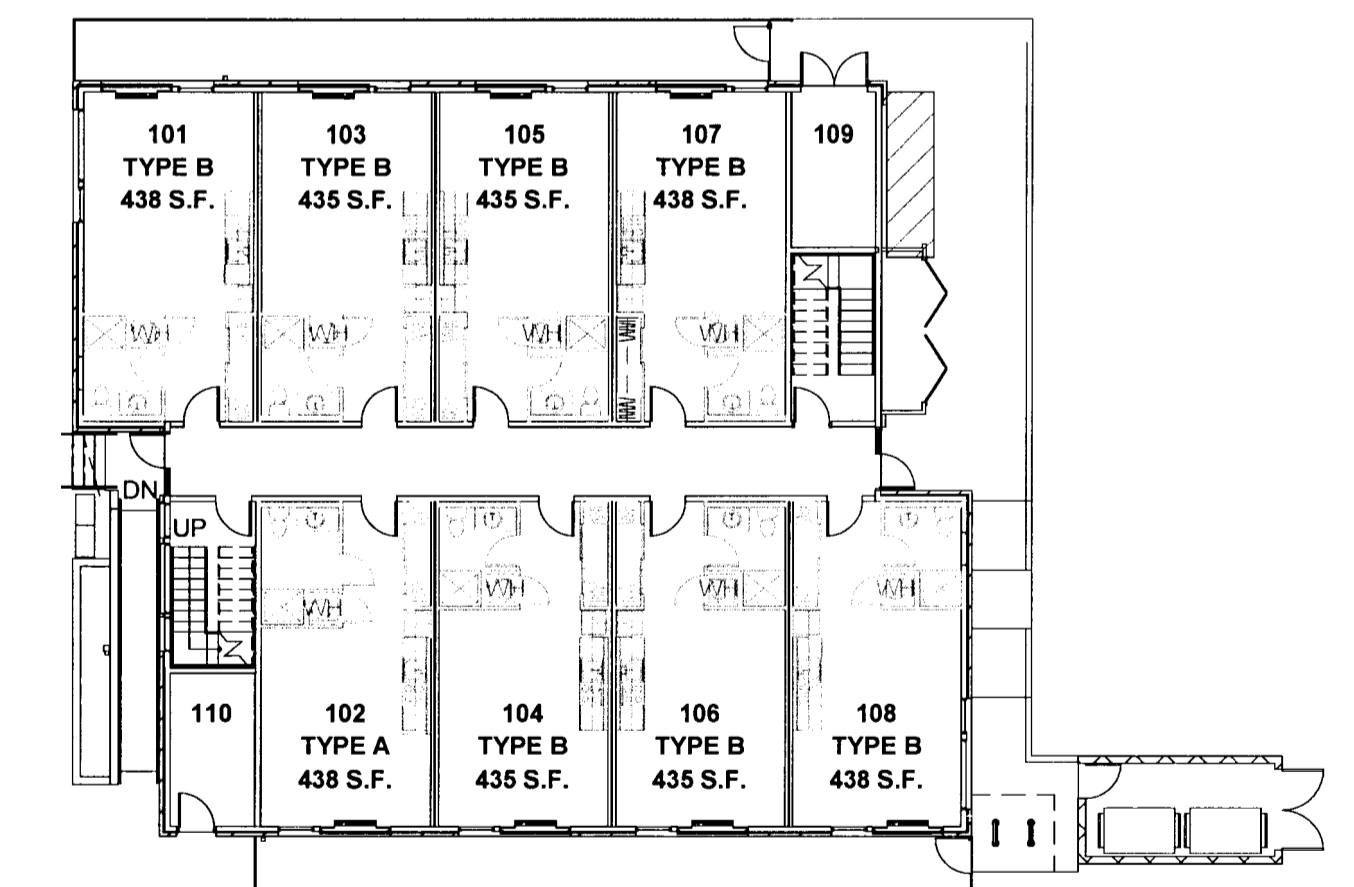 101
TYPE B
438 S.F.
103
TYPE B
435 S.F.
105
TYPE B
435 S.F.
107
TYPE B
438 S.F.
109
WH
WH
WH
WH
DN
UP
WH
WH
WH
WH
110
102
TYPE A
438 S.F.
104
TYPE B
435 S.F.
106
TYPE B
435 S.F.
108
TYPE B
438 S.F.